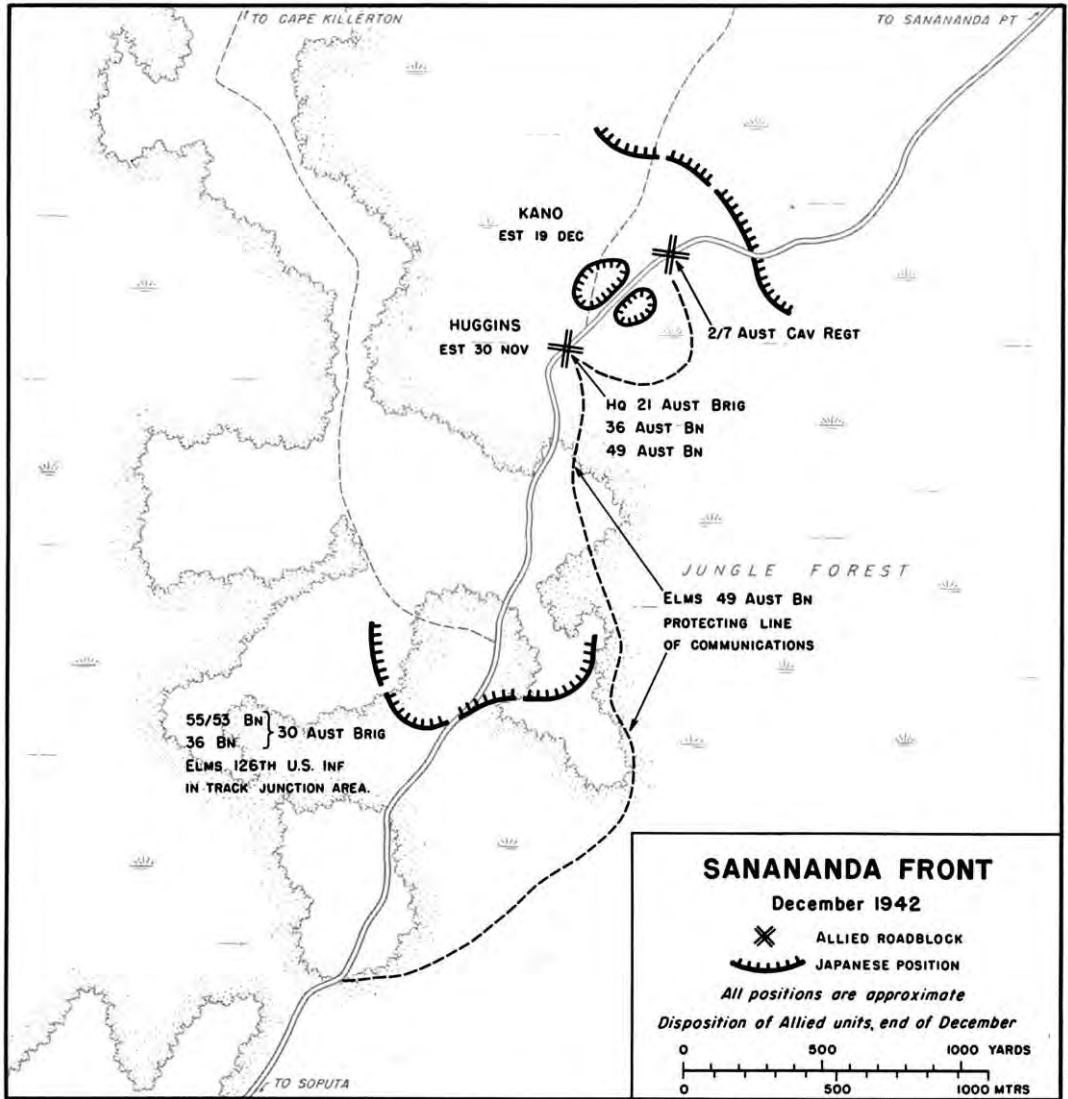 TO CAPE KILLERTON
TO SANANANDA PT
KANO
EST 19 DEC
HUGGINS
EST 30 NOV
2/7 AUST CAV REGT
HQ 21 AUST BRIG
36 AUST BN
49 AUST BN
JUNGLE FOREST
ELMS 49 AUST BN
PROTECTING LINE
OF COMMUNICATIONS
55/53 BN
36 BN
30 AUST BRIG
ELMS 126TH U.S. INF
IN TRACK JUNCTION AREA.
TO SOPUTA
SANANANDA FRONT
December 1942
ALLIED ROADBLOCK
JAPANESE POSITION
All positions are approximate
Disposition of Allied units, end of December
0 500 1000 YARDS
0 500 1000 MTRS